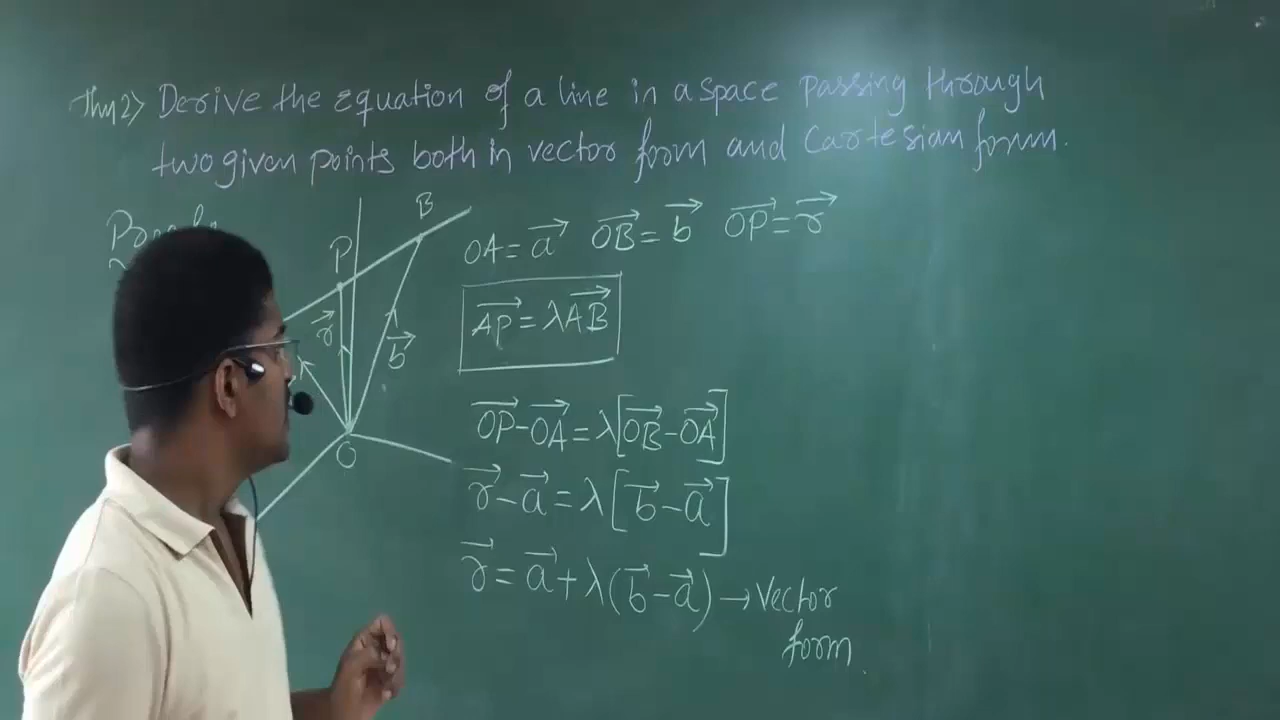 Thm 2> Derive the equation of a line in a space passing through
two given points both in vector form and Cartesian form.
B
P
r⃗
b⃗
O
OA = a⃗ OB⃗ = b⃗ OP⃗ = r⃗
AP⃗ = λAB⃗
OP⃗ - OA⃗ = λ[OB⃗ - OA⃗]
r⃗ - a⃗ = λ[b⃗ - a⃗]
r⃗ = a⃗ + λ(b⃗ - a⃗) → Vector
form.